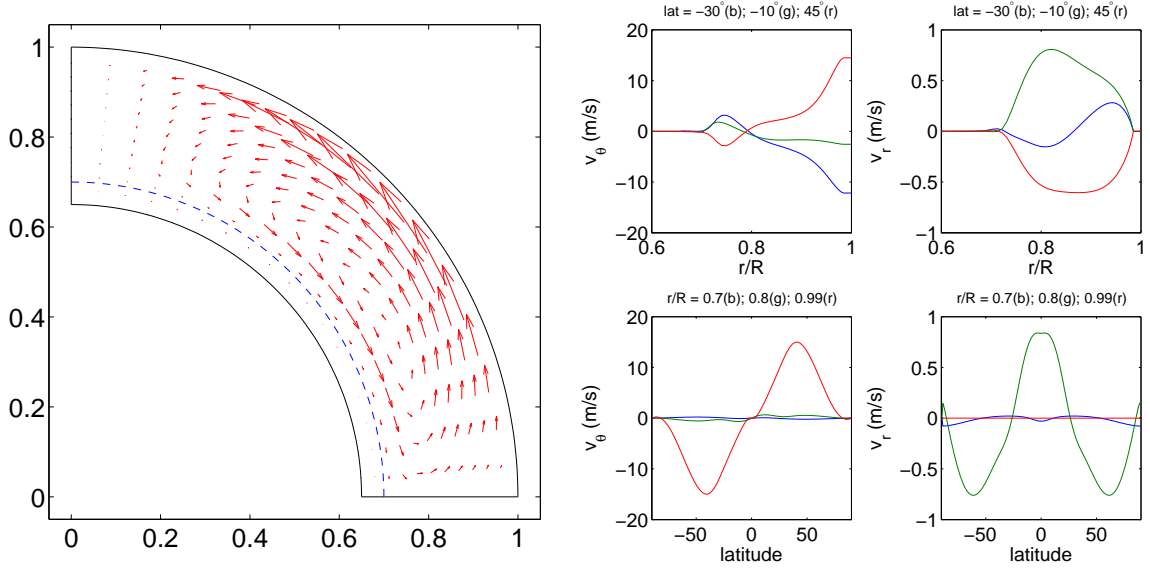 1
0.8
0.6
0.4
0.2
0
0 0.2 0.4 0.6 0.8 1
lat = −30°(b); −10°(g); 45°(r)
20
10
0
−10
−20
v_θ (m/s)
0.6 0.8 1
r/R
lat = −30°(b); −10°(g); 45°(r)
1
0.5
0
−0.5
−1
v_r (m/s)
0.6 0.8 1
r/R
r/R = 0.7(b); 0.8(g); 0.99(r)
20
10
0
−10
−20
v_θ (m/s)
−50 0 50
latitude
r/R = 0.7(b); 0.8(g); 0.99(r)
1
0.5
0
−0.5
−1
v_r (m/s)
−50 0 50
latitude